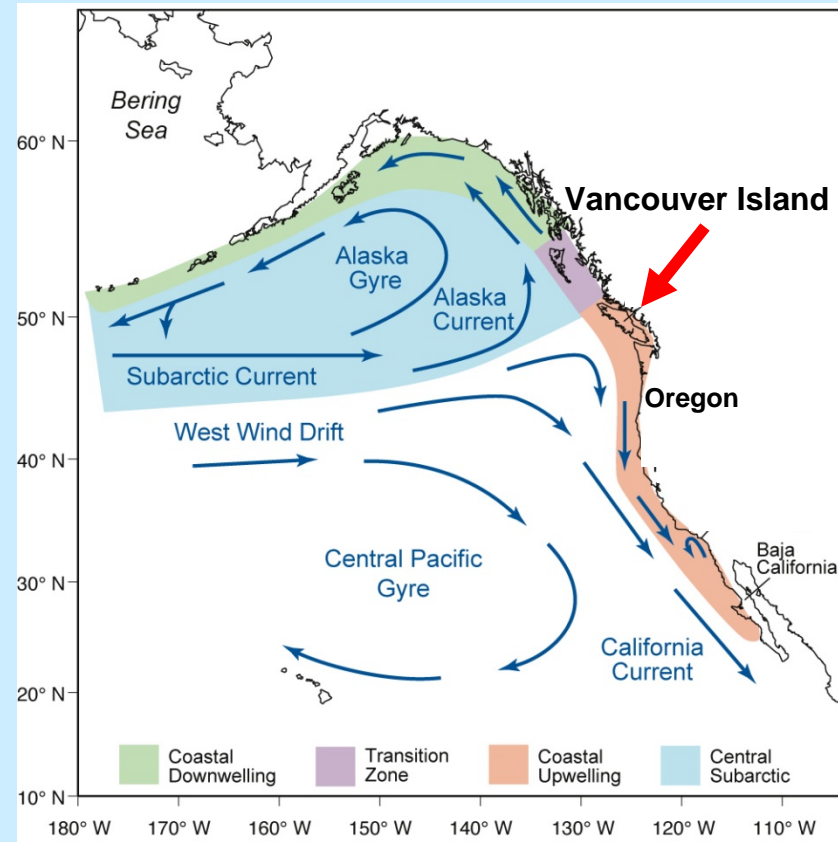 Bering
Sea
60° N
Vancouver Island
Alaska
Gyre
Alaska
Current
50° N
Subarctic Current
Oregon
West Wind Drift
40° N
Central Pacific
Gyre
Baja
California
30° N
California
Current
20° N
Coastal
Downwelling
Transition
Zone
Coastal
Upwelling
Central
Subarctic
10° N
180° W 170° W 160° W 150° W 140° W 130° W 120° W 110° W